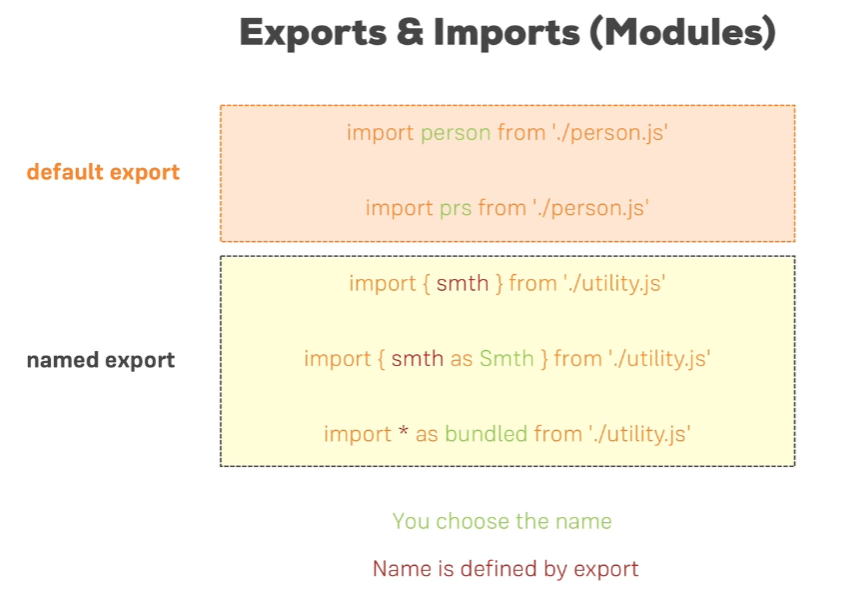 Exports & Imports (Modules)
default export
import person from './person.js'
import prs from './person.js'
named export
import { smth } from './utility.js'
import { smth as Smth } from './utility.js'
import * as bundled from './utility.js'
You choose the name
Name is defined by export